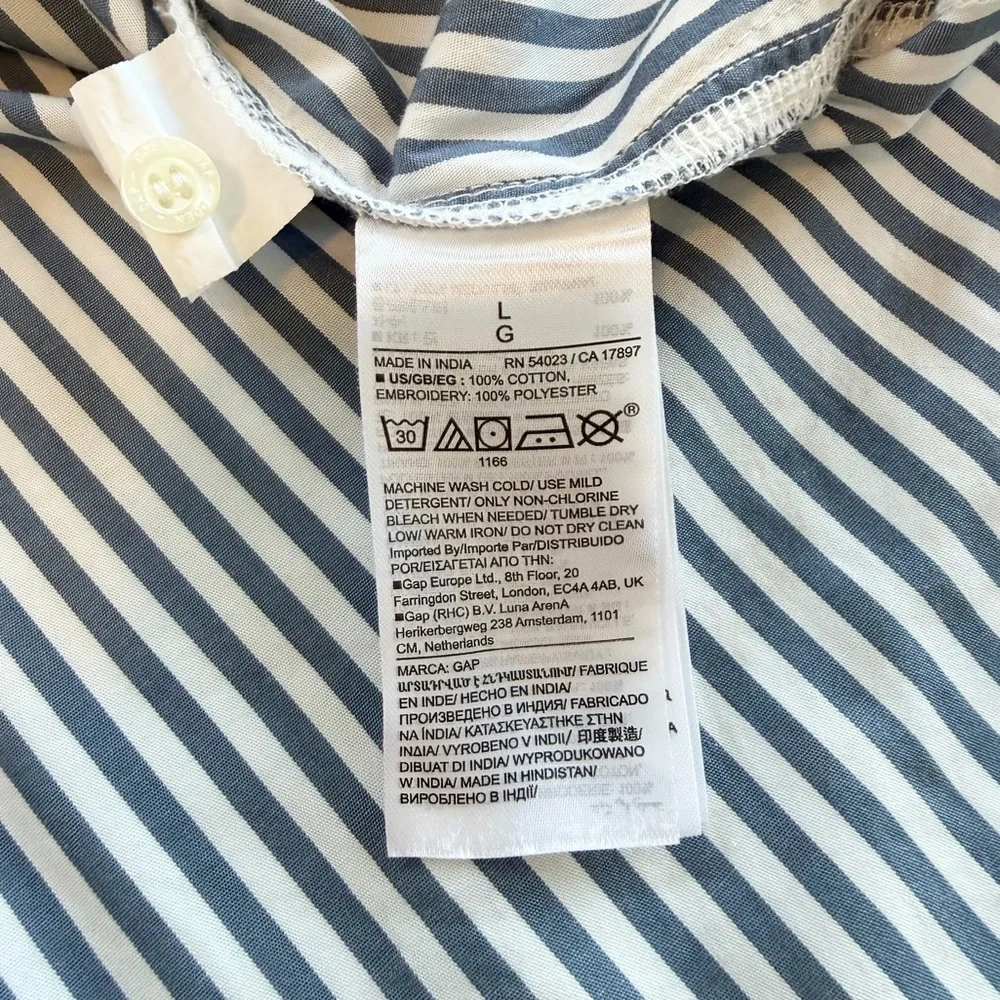 L
G
MADE IN INDIA RN 54023 / CA 17897
■ US/GB/EG : 100% COTTON,
EMBROIDERY: 100% POLYESTER
30
®
1166
MACHINE WASH COLD/ USE MILD
DETERGENT/ ONLY NON-CHLORINE
BLEACH WHEN NEEDED/ TUMBLE DRY
LOW/ WARM IRON/ DO NOT DRY CLEAN
Imported By/Importe Par/DISTRIBUIDO
POR/ΕΙΣΑΓΕΤΑΙ ΑΠΟ ΤΗΝ:
■Gap Europe Ltd., 8th Floor, 20
Farringdon Street, London, EC4A 4AB, UK
■Gap (RHC) B.V. Luna ArenA
Herikerbergweg 238 Amsterdam, 1101
CM, Netherlands
MARCA: GAP
ԱՐՏԱԴՐՎԱԾ Է ՀՆԴԿԱՍՏԱՆՈՒՄ/ FABRIQUE
EN INDE/ HECHO EN INDIA/
ПРОИЗВЕДЕНО В ИНДИЯ/ FABRICADO
NA ÍNDIA/ ΚΑΤΑΣΚΕΥΑΣΤΗΚΕ ΣΤΗΝ
ΙΝΔΙΑ/ VYROBENO V INDII/ 印度製造/
DIBUAT DI INDIA/ WYPRODUKOWANO
W INDIA/ MADE IN HINDISTAN/
ВИРОБЛЕНО В ІНДІЇ/